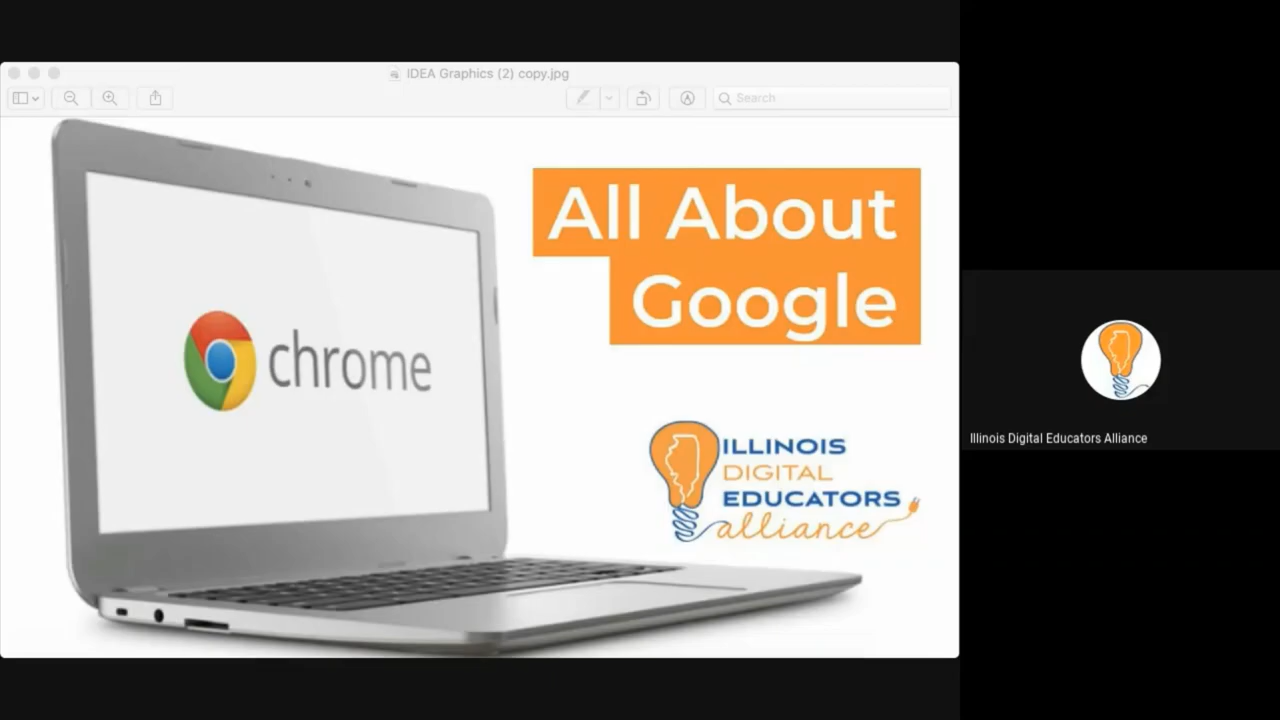 IDEA Graphics (2) copy.jpg
Search
All About
Google
chrome
ILLINOIS
DIGITAL
EDUCATORS
alliance
Illinois Digital Educators Alliance